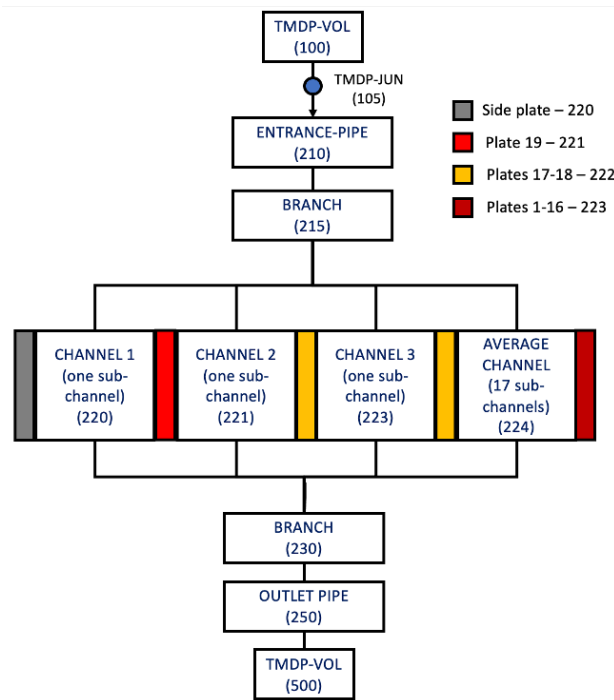 TMDP-VOL
(100)
TMDP-JUN
(105)
ENTRANCE-PIPE
(210)
BRANCH
(215)
Side plate – 220
Plate 19 – 221
Plates 17-18 – 222
Plates 1-16 – 223
CHANNEL 1
(one sub-
channel)
(220)
CHANNEL 2
(one sub-
channel)
(221)
CHANNEL 3
(one sub-
channel)
(223)
AVERAGE
CHANNEL
(17 sub-
channels)
(224)
BRANCH
(230)
OUTLET PIPE
(250)
TMDP-VOL
(500)